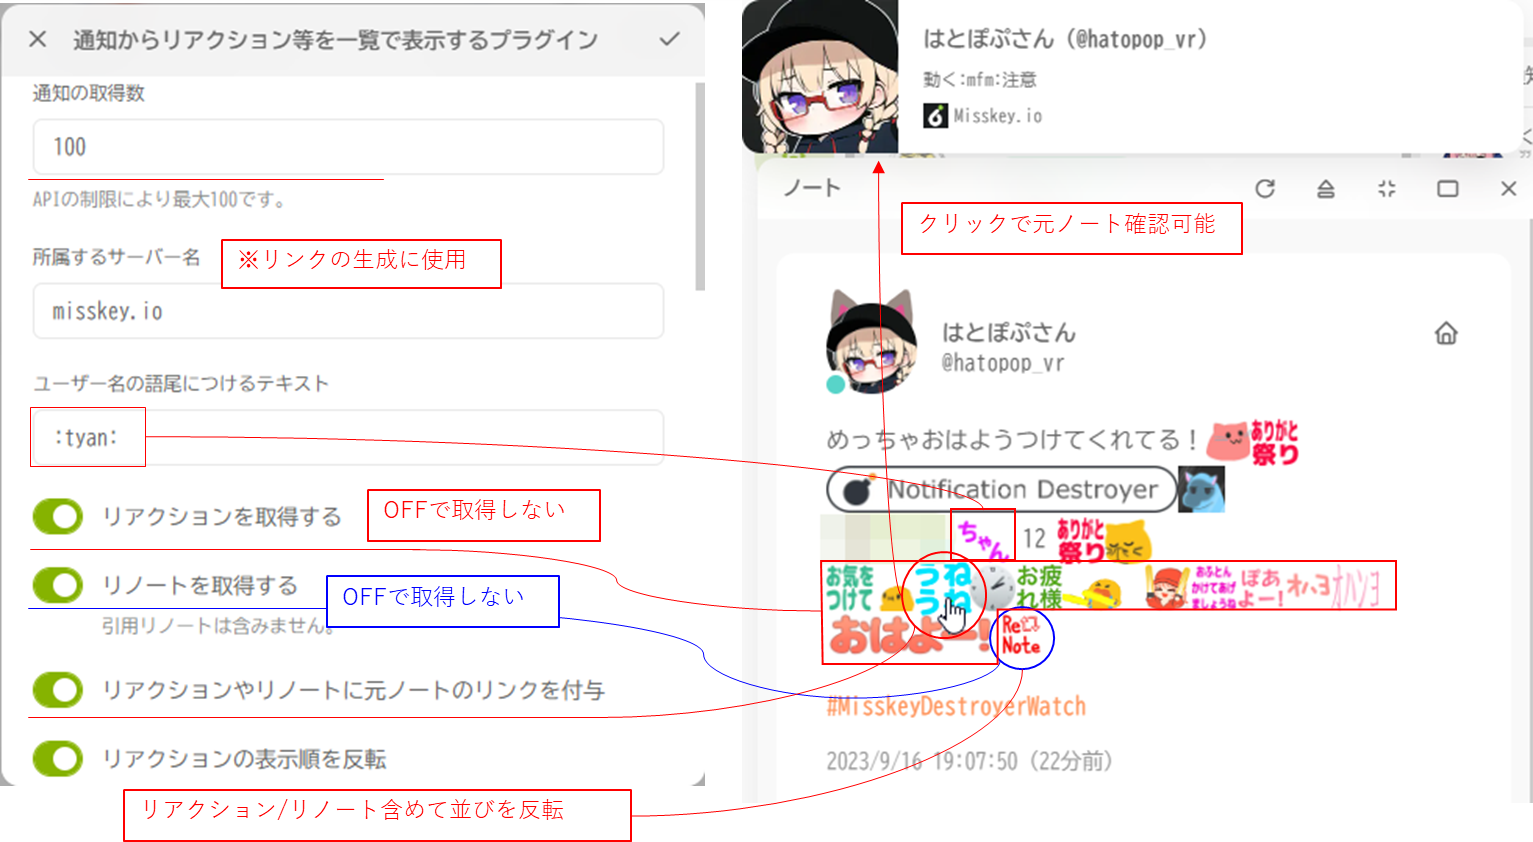 通知からリアクション等を一覧で表示するプラグイン
通知の取得数
100
APIの制限により最大100です。
所属するサーバー名
※リンクの生成に使用
misskey.io
ユーザー名の語尾につけるテキスト
:tyan:
リアクションを取得する
OFFで取得しない
リノートを取得する
OFFで取得しない
引用リノートは含みません。
リアクションやリノートに元ノートのリンクを付与
リアクションの表示順を反転
リアクション/リノート含めて並びを反転
はとぽぷさん (@hatopop_vr)
動く:mfm:注意
Misskey.io
ノート
クリックで元ノート確認可能
はとぽぷさん
@hatopop_vr
めっちゃおはようつけてくれてる！ ありがと祭り
Notification Destroyer
ちゃん 12 ありがと祭り
お気をつけて うねうね お疲れ様 おふとんかけてあげましょうね ぽあよー! オハヨ オハンヨ
おはよー! ReNote
#MisskeyDestroyerWatch
2023/9/16 19:07:50 (22分前)